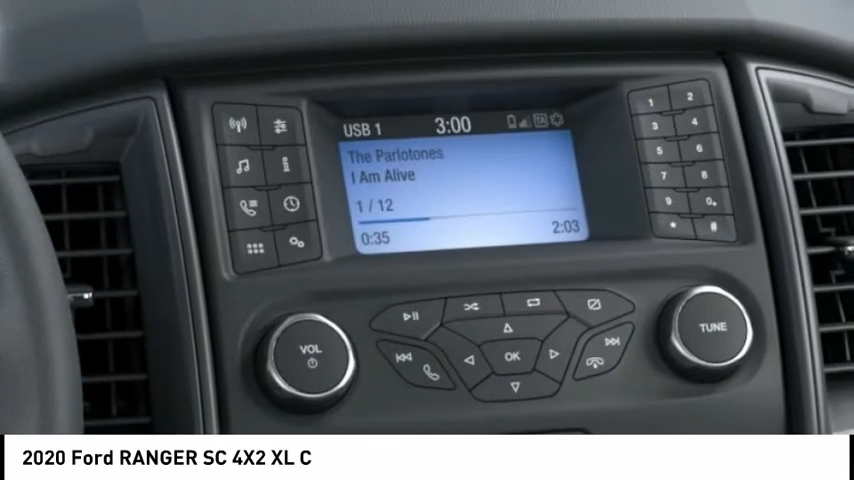 USB 1 3:00 TA
The Parlotones
I Am Alive
1 / 12
0:35 2:03
1 2
3 4
5 6
7 8
9 0+
* #
VOL
TUNE
OK
2020 Ford RANGER SC 4X2 XL C